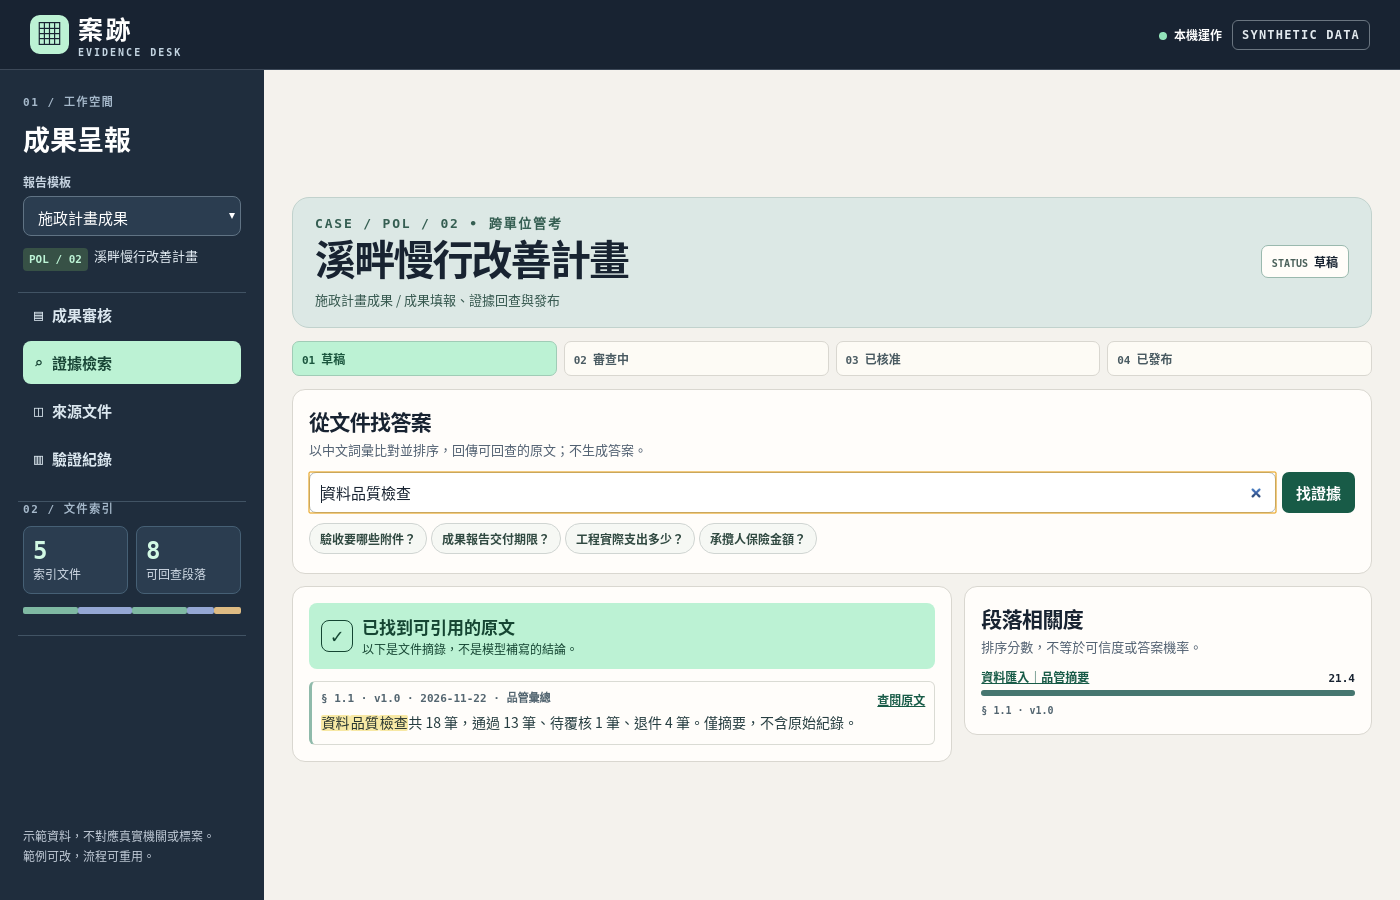 案跡
EVIDENCE DESK
本機運作
SYNTHETIC DATA
01 / 工作空間
成果呈報
報告模板
施政計畫成果
POL / 02 溪畔慢行改善計畫
成果審核
證據檢索
來源文件
驗證紀錄
02 / 文件索引
5
索引文件
8
可回查段落
示範資料，不對應真實機關或標案。
範例可改，流程可重用。
CASE / POL / 02 • 跨單位管考
溪畔慢行改善計畫
施政計畫成果 / 成果填報、證據回查與發布
STATUS 草稿
01 草稿
02 審查中
03 已核准
04 已發布
從文件找答案
以中文詞彙比對並排序，回傳可回查的原文；不生成答案。
資料品質檢查
找證據
驗收要哪些附件？
成果報告交付期限？
工程實際支出多少？
承攬人保險金額？
已找到可引用的原文
以下是文件摘錄，不是模型補寫的結論。
§ 1.1 · v1.0 · 2026-11-22 · 品管彙總
查閱原文
資料品質檢查共 18 筆，通過 13 筆、待覆核 1 筆、退件 4 筆。僅摘要，不含原始紀錄。
段落相關度
排序分數，不等於可信度或答案機率。
資料匯入｜品管摘要
21.4
§ 1.1 · v1.0